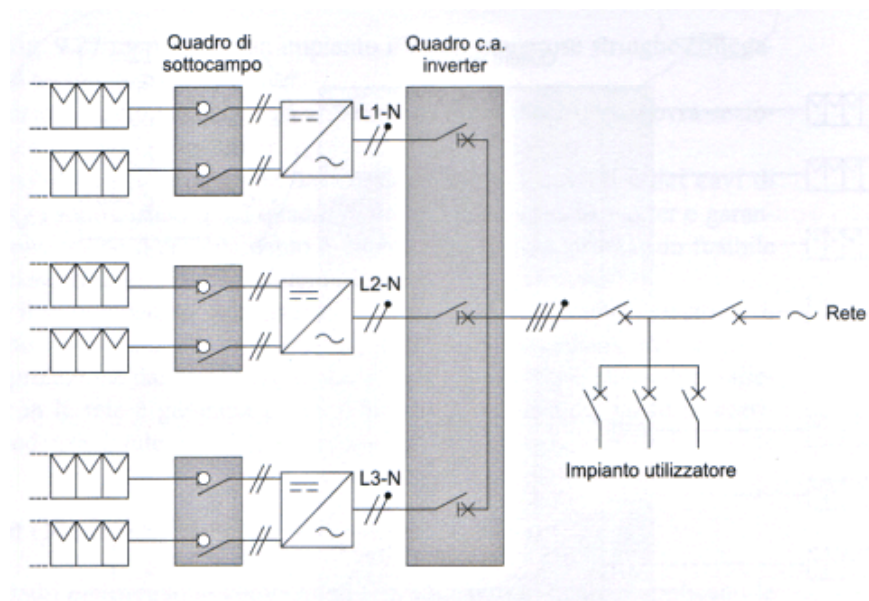 Quadro di
sottocampo
Quadro c.a.
inverter
L1-N
L2-N
Rete
L3-N
Impianto utilizzatore